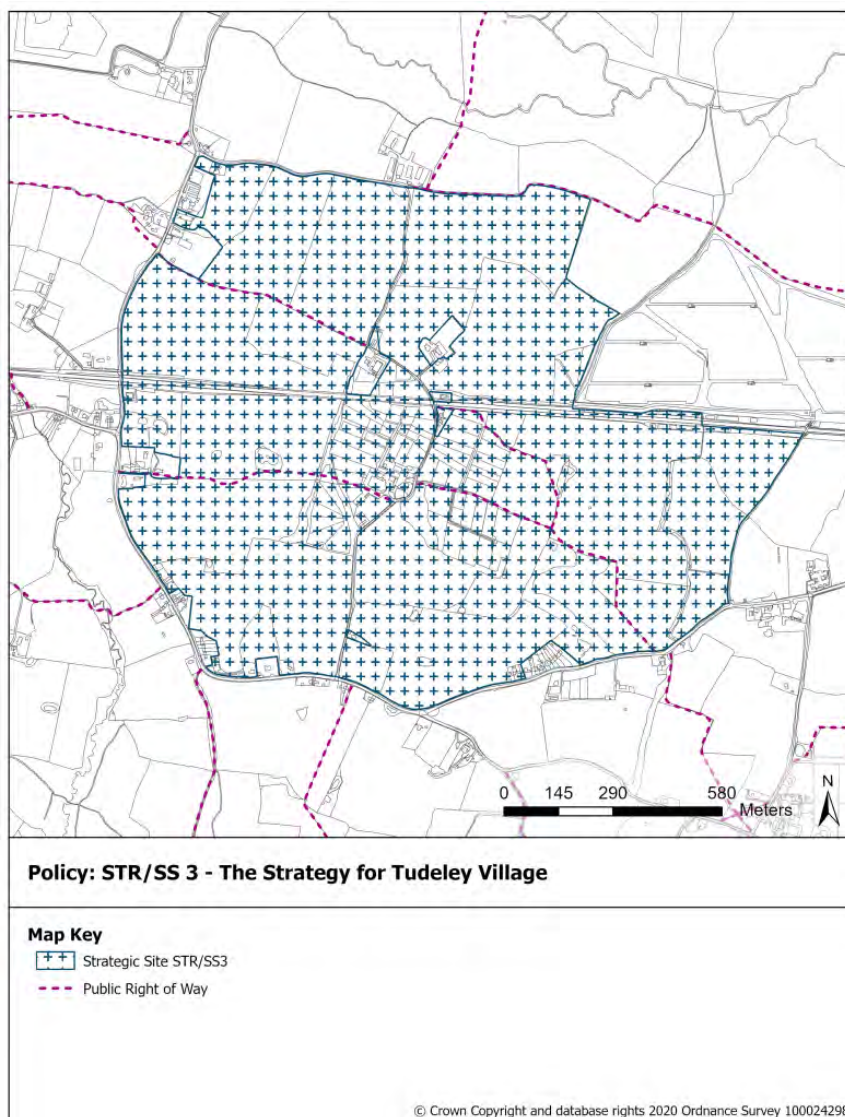 0 145 290 580
Meters
N
Policy: STR/SS 3 - The Strategy for Tudeley Village
Map Key
Strategic Site STR/SS3
Public Right of Way
© Crown Copyright and database rights 2020 Ordnance Survey 100024298